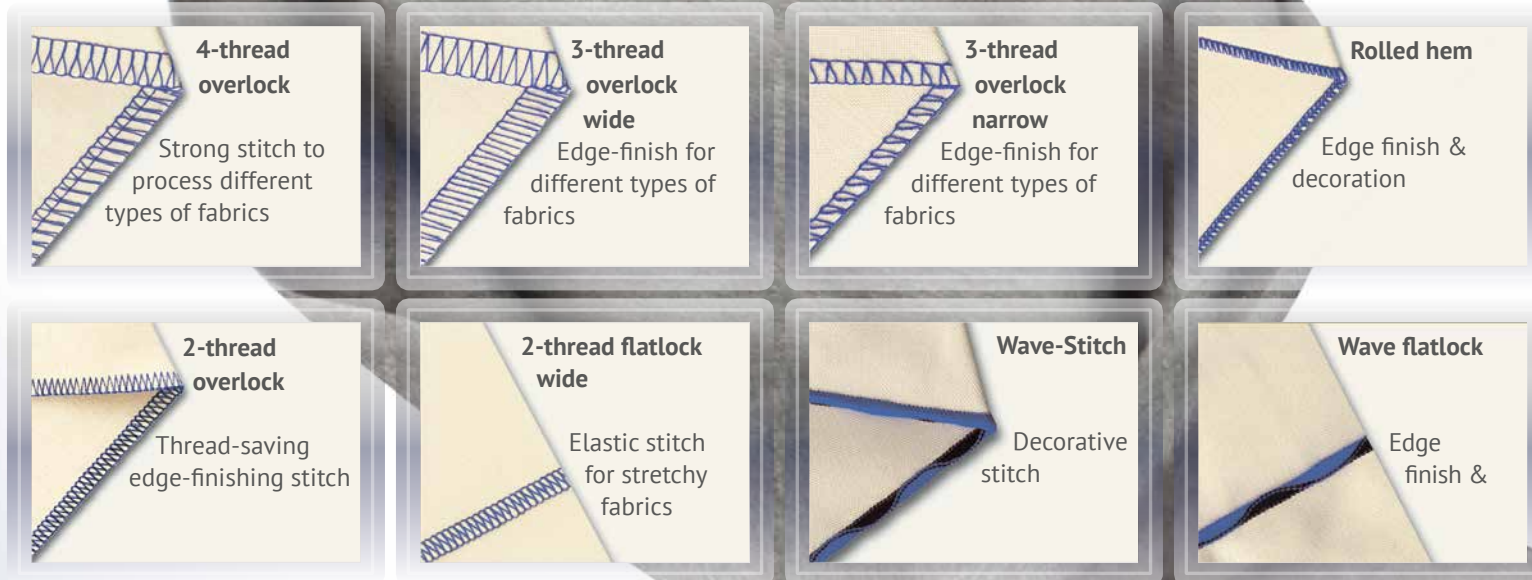 4-thread
overlock
Strong stitch to
process different
types of fabrics
3-thread
overlock
wide
Edge-finish for
different types of
fabrics
3-thread
overlock
narrow
Edge-finish for
different types of
fabrics
Rolled hem
Edge finish &
decoration
2-thread
overlock
Thread-saving
edge-finishing stitch
2-thread flatlock
wide
Elastic stitch
for stretchy
fabrics
Wave-Stitch
Decorative
stitch
Wave flatlock
Edge
finish &